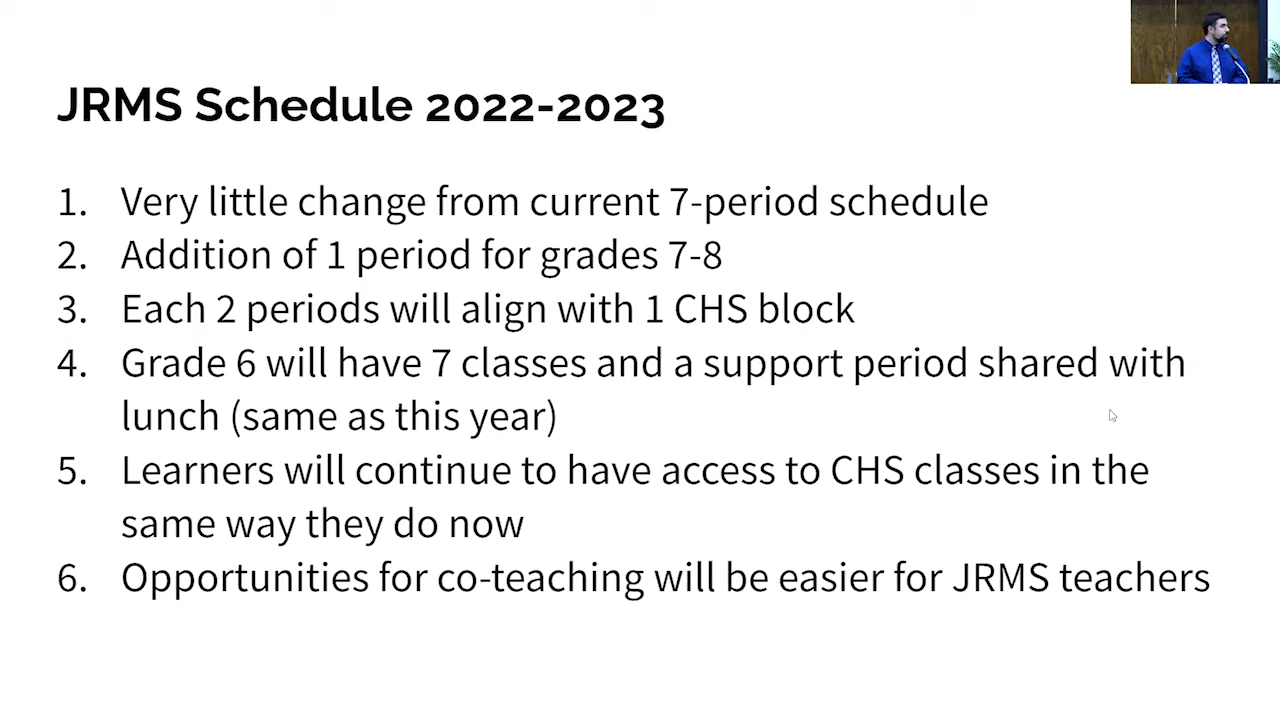 JRMS Schedule 2022-2023
1. Very little change from current 7-period schedule
2. Addition of 1 period for grades 7-8
3. Each 2 periods will align with 1 CHS block
4. Grade 6 will have 7 classes and a support period shared with
lunch (same as this year)
5. Learners will continue to have access to CHS classes in the
same way they do now
6. Opportunities for co-teaching will be easier for JRMS teachers